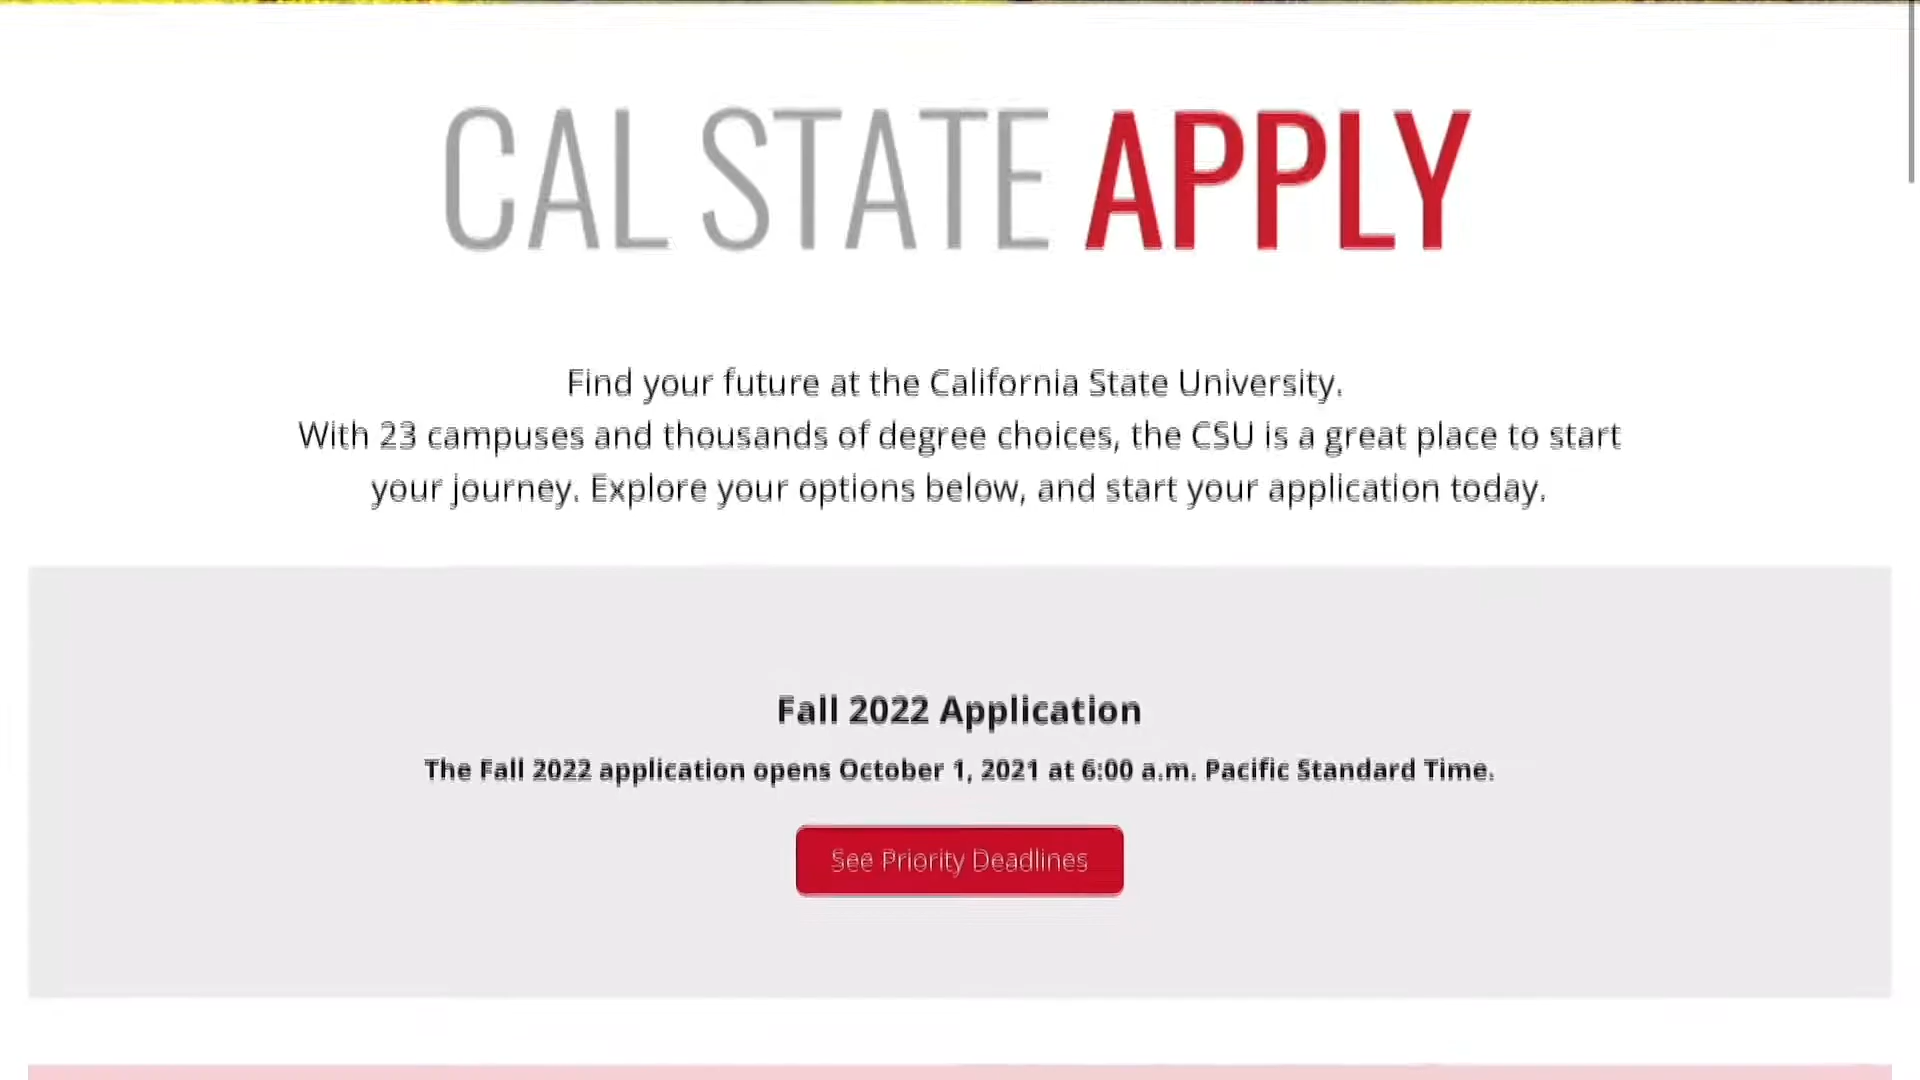 CAL STATE APPLY
Find your future at the California State University.
With 23 campuses and thousands of degree choices, the CSU is a great place to start
your journey. Explore your options below, and start your application today.
Fall 2022 Application
The Fall 2022 application opens October 1, 2021 at 6:00 a.m. Pacific Standard Time.
See Priority Deadlines